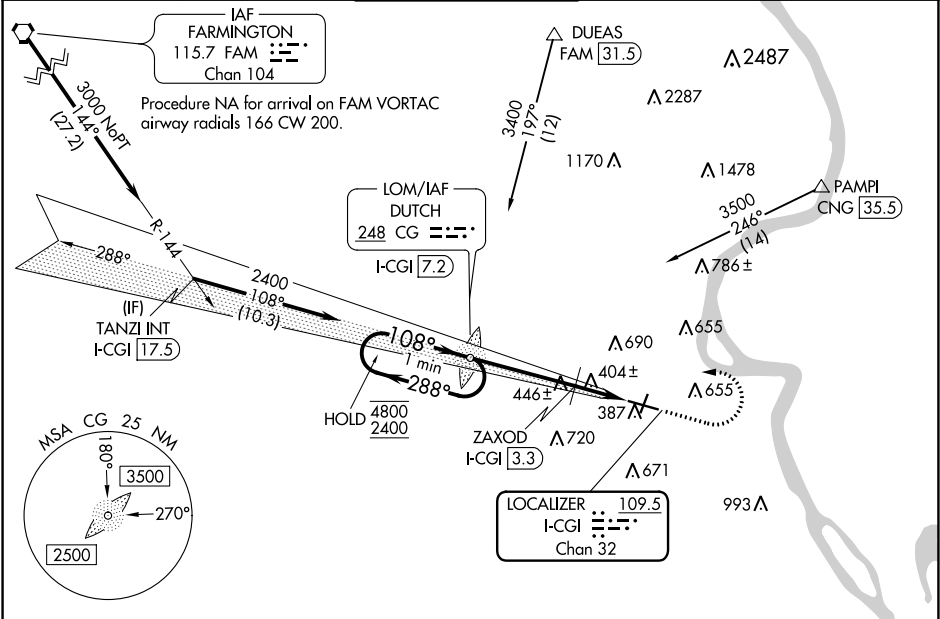 IAF
FARMINGTON
115.7 FAM
Chan 104
Procedure NA for arrival on FAM VORTAC
airway radials 166 CW 200.
3000 NoPT
144°
(27.2)
R-144
DUEAS
FAM 31.5
3400
197°
(12)
2487
2287
1170
1478
PAMPI
CNG 35.5
3500
246°
(14)
786±
LOM/IAF
DUTCH
248 CG
I-CGI 7.2
288°
2400
108°
(10.3)
(IF)
TANZI INT
I-CGI 17.5
108°
1 min
288°
HOLD 4800
2400
690
655
404±
446±
655
387
ZAXOD
I-CGI 3.3
720
671
993
LOCALIZER 109.5
I-CGI
Chan 32
MSA CG 25 NM
180°
3500
270°
2500